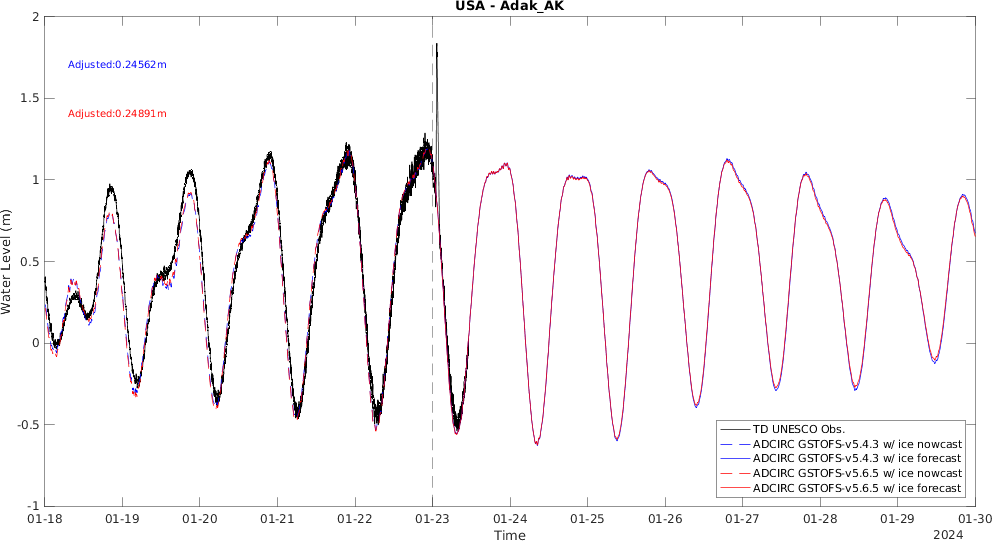 USA - Adak_AK
Adjusted:0.24562m
Adjusted:0.24891m
Water Level (m)
2
1.5
1
0.5
0
-0.5
-1
TD UNESCO Obs.
ADCIRC GSTOFS-v5.4.3 w/ ice nowcast
ADCIRC GSTOFS-v5.4.3 w/ ice forecast
ADCIRC GSTOFS-v5.6.5 w/ ice nowcast
ADCIRC GSTOFS-v5.6.5 w/ ice forecast
01-18 01-19 01-20 01-21 01-22 01-23 01-24 01-25 01-26 01-27 01-28 01-29 01-30
Time
2024